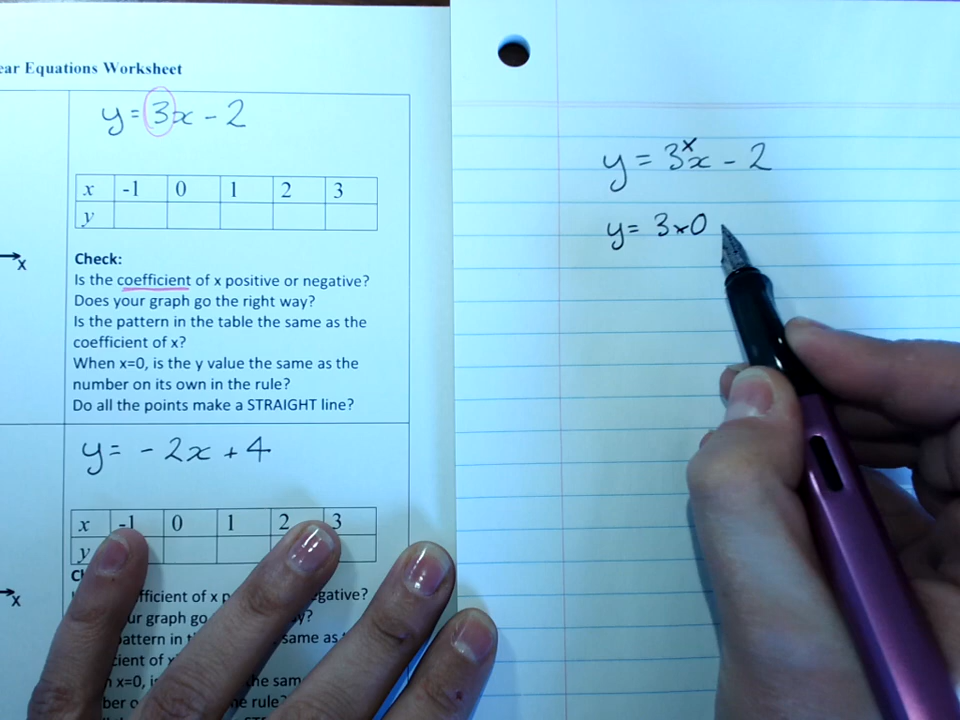 ear Equations Worksheet
y = 3x - 2
x -1 0 1 2 3
y
x
Check:
Is the coefficient of x positive or negative?
Does your graph go the right way?
Is the pattern in the table the same as the
coefficient of x?
When x=0, is the y value the same as the
number on its own in the rule?
Do all the points make a STRAIGHT line?
y = -2x + 4
x -1 0 1 2 3
y
x
fficient of x gative?
ur graph go y?
attern in same as
cient of x
x=0, the sam
e rule?
y = 3×x - 2
y = 3×0